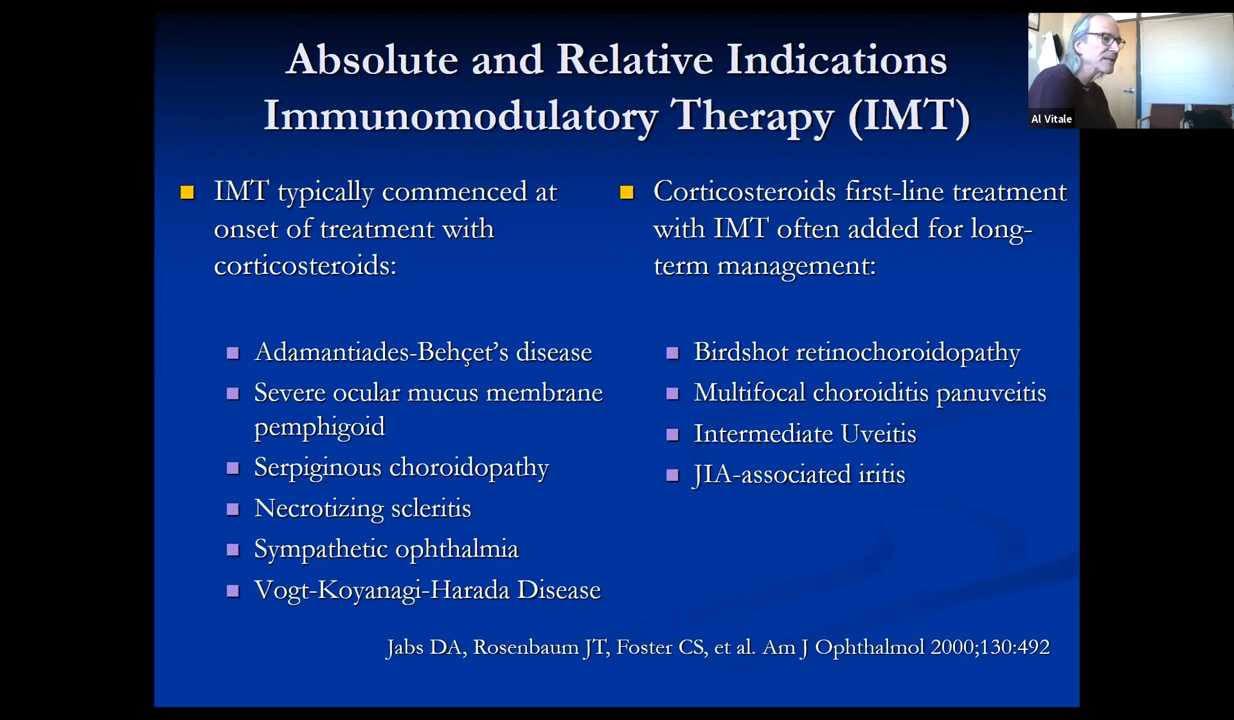 Absolute and Relative Indications
Immunomodulatory Therapy (IMT)
Al Vitale
IMT typically commenced at
onset of treatment with
corticosteroids:
Adamantiades-Behçet’s disease
Severe ocular mucus membrane
pemphigoid
Serpiginous choroidopathy
Necrotizing scleritis
Sympathetic ophthalmia
Vogt-Koyanagi-Harada Disease
Corticosteroids first-line treatment
with IMT often added for long-
term management:
Birdshot retinochoroidopathy
Multifocal choroiditis panuveitis
Intermediate Uveitis
JIA-associated iritis
Jabs DA, Rosenbaum JT, Foster CS, et al. Am J Ophthalmol 2000;130:492